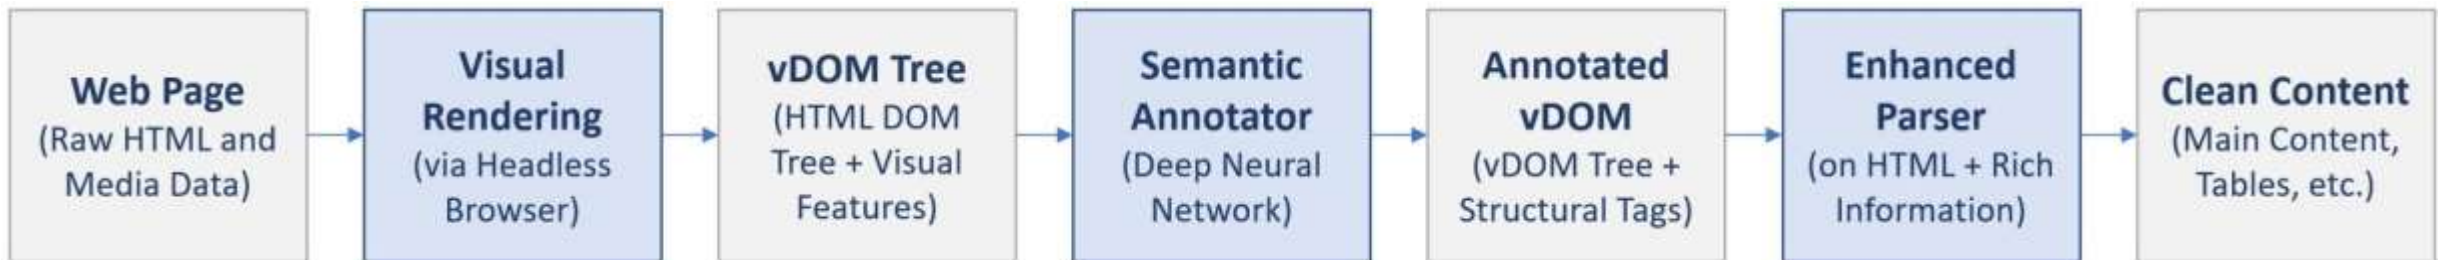 Web Page
(Raw HTML and
Media Data)
Visual
Rendering
(via Headless
Browser)
vDOM Tree
(HTML DOM
Tree + Visual
Features)
Semantic
Annotator
(Deep Neural
Network)
Annotated
vDOM
(vDOM Tree +
Structural Tags)
Enhanced
Parser
(on HTML + Rich
Information)
Clean Content
(Main Content,
Tables, etc.)